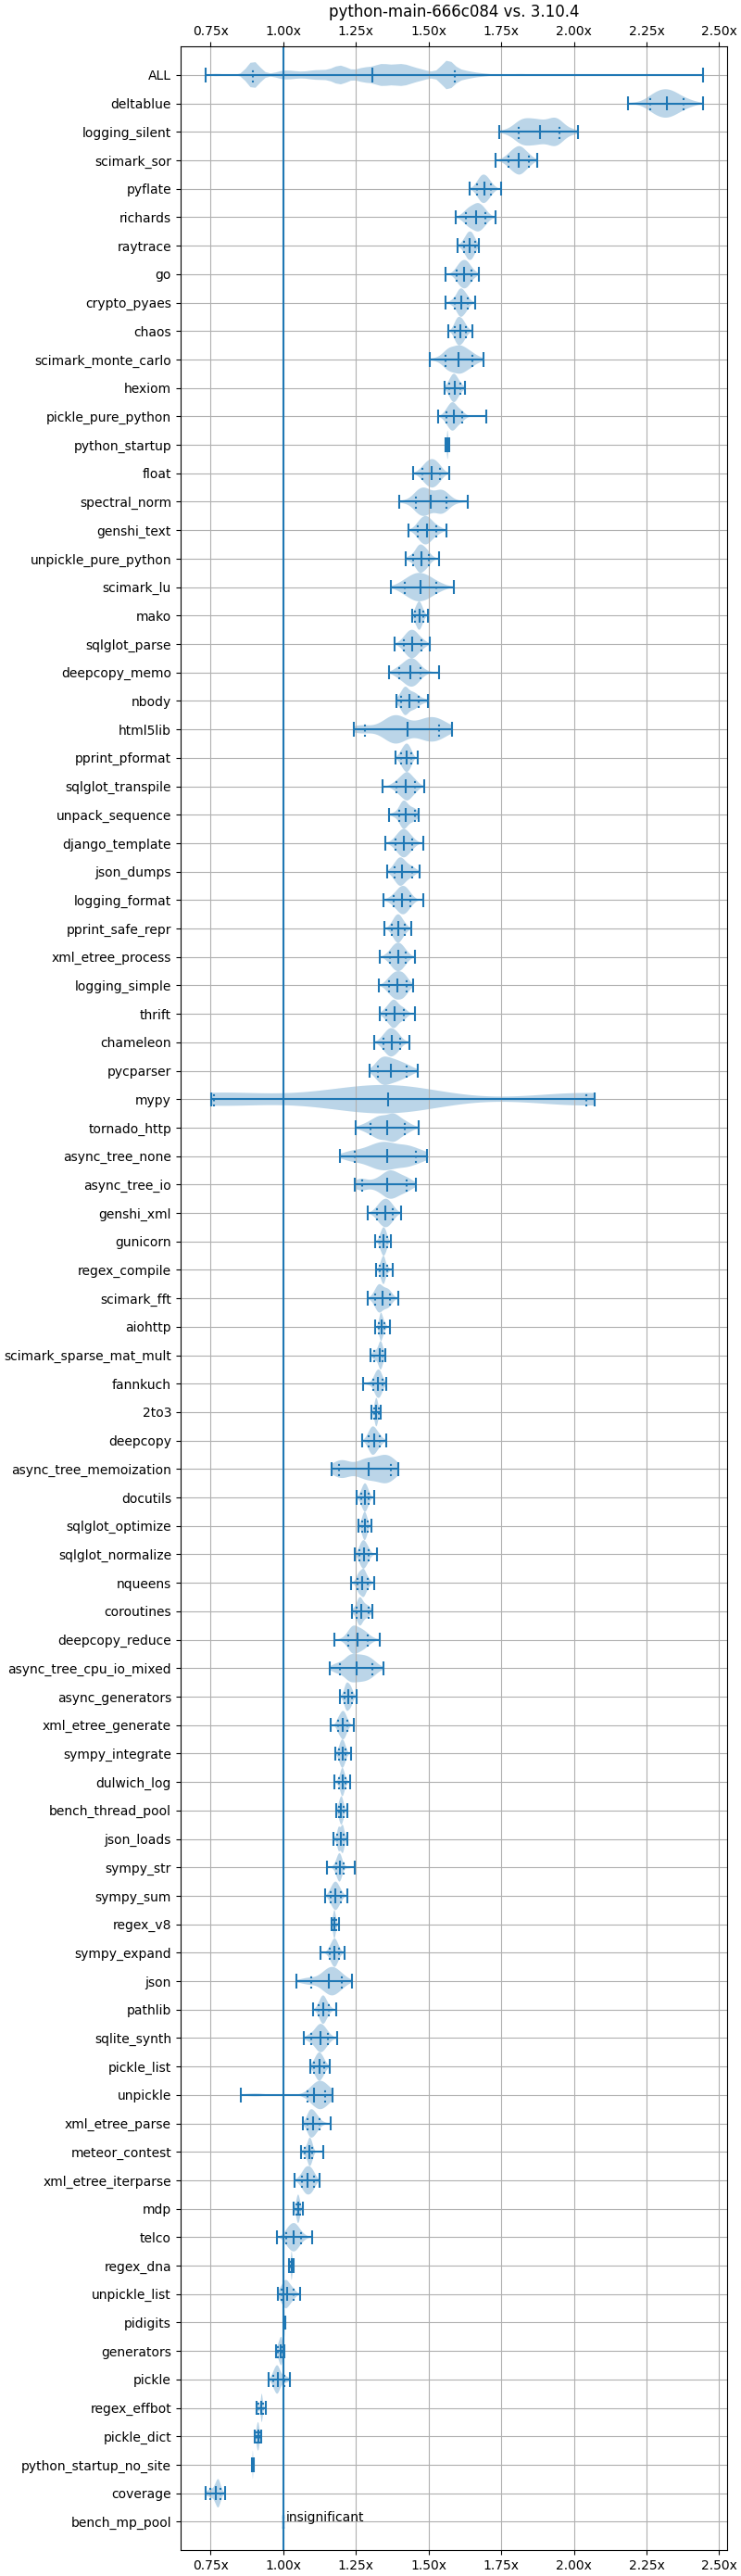 python-main-666c084 vs. 3.10.4
0.75x 1.00x 1.25x 1.50x 1.75x 2.00x 2.25x 2.50x
ALL
deltablue
logging_silent
scimark_sor
pyflate
richards
raytrace
go
crypto_pyaes
chaos
scimark_monte_carlo
hexiom
pickle_pure_python
python_startup
float
spectral_norm
genshi_text
unpickle_pure_python
scimark_lu
mako
sqlglot_parse
deepcopy_memo
nbody
html5lib
pprint_pformat
sqlglot_transpile
unpack_sequence
django_template
json_dumps
logging_format
pprint_safe_repr
xml_etree_process
logging_simple
thrift
chameleon
pycparser
mypy
tornado_http
async_tree_none
async_tree_io
genshi_xml
gunicorn
regex_compile
scimark_fft
aiohttp
scimark_sparse_mat_mult
fannkuch
2to3
deepcopy
async_tree_memoization
docutils
sqlglot_optimize
sqlglot_normalize
nqueens
coroutines
deepcopy_reduce
async_tree_cpu_io_mixed
async_generators
xml_etree_generate
sympy_integrate
dulwich_log
bench_thread_pool
json_loads
sympy_str
sympy_sum
regex_v8
sympy_expand
json
pathlib
sqlite_synth
pickle_list
unpickle
xml_etree_parse
meteor_contest
xml_etree_iterparse
mdp
telco
regex_dna
unpickle_list
pidigits
generators
pickle
regex_effbot
pickle_dict
python_startup_no_site
coverage
bench_mp_pool insignificant
0.75x 1.00x 1.25x 1.50x 1.75x 2.00x 2.25x 2.50x